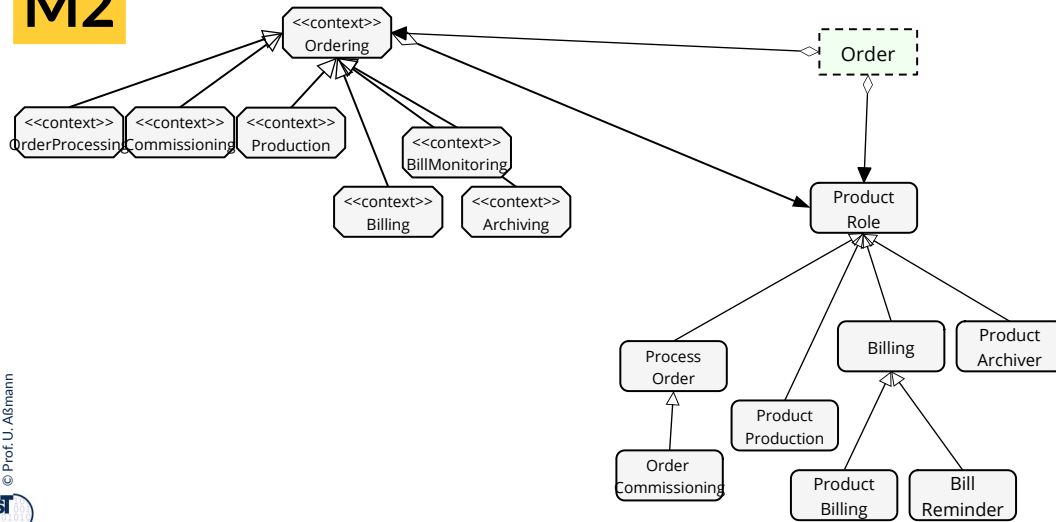 M2
<<context>>
Ordering
Order
<<context>>
OrderProcessing
<<context>>
Commissioning
<<context>>
Production
<<context>>
BillMonitoring
<<context>>
Billing
<<context>>
Archiving
Product
Role
Process
Order
Billing
Product
Archiver
Product
Production
Order
Commissioning
Product
Billing
Bill
Reminder
© Prof. U. Aßmann